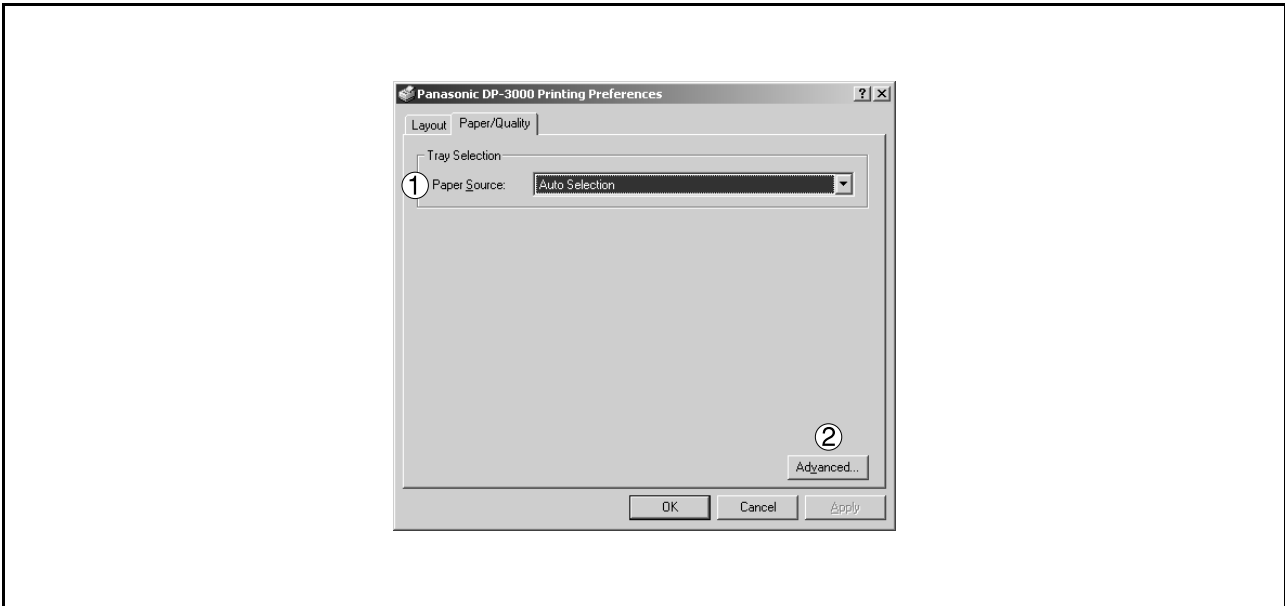 Panasonic DP-3000 Printing Preferences
Layout Paper/Quality
Tray Selection
① Paper Source: Auto Selection
②
Advanced...
OK Cancel Apply